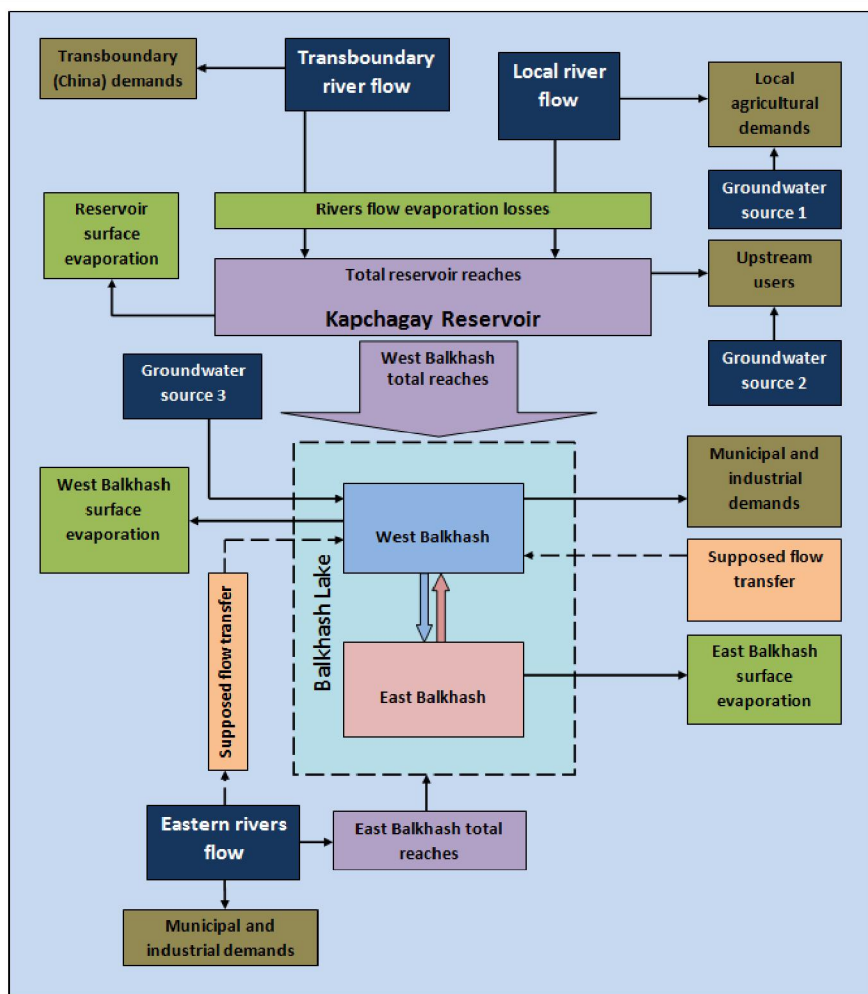 Transboundary
(China) demands
Transboundary
river flow
Local river
flow
Local
agricultural
demands
Groundwater
source 1
Rivers flow evaporation losses
Reservoir
surface
evaporation
Total reservoir reaches
Kapchagay Reservoir
Upstream
users
Groundwater
source 2
West Balkhash
total reaches
Groundwater
source 3
Municipal and
industrial
demands
West Balkhash
surface
evaporation
West Balkhash
Supposed flow
transfer
Balkhash Lake
Supposed flow transfer
East Balkhash
East Balkhash
surface
evaporation
Eastern rivers
flow
East Balkhash total
reaches
Municipal and
industrial demands